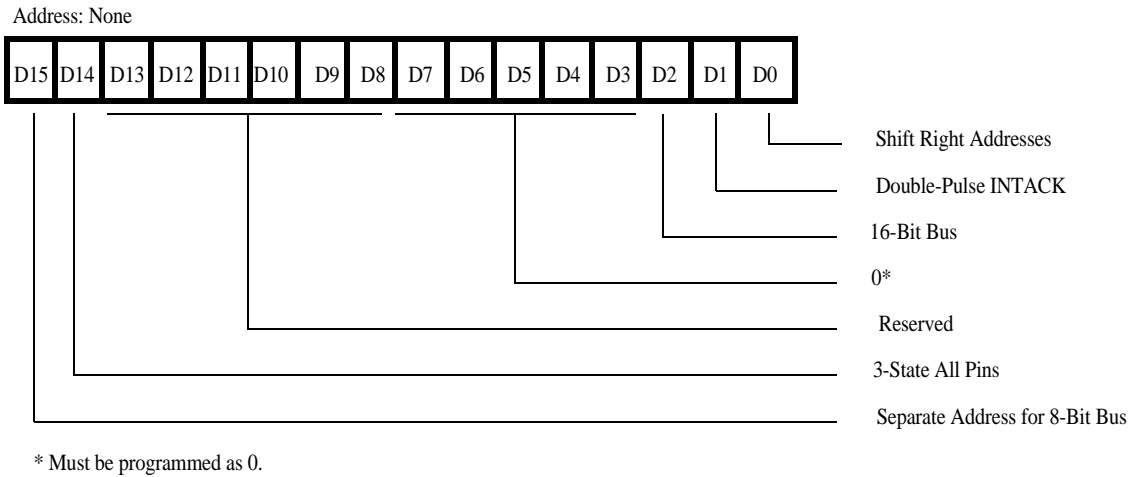 Address: None
D15 D14 D13 D12 D11 D10 D9 D8 D7 D6 D5 D4 D3 D2 D1 D0
Shift Right Addresses
Double-Pulse INTACK
16-Bit Bus
0*
Reserved
3-State All Pins
Separate Address for 8-Bit Bus
* Must be programmed as 0.